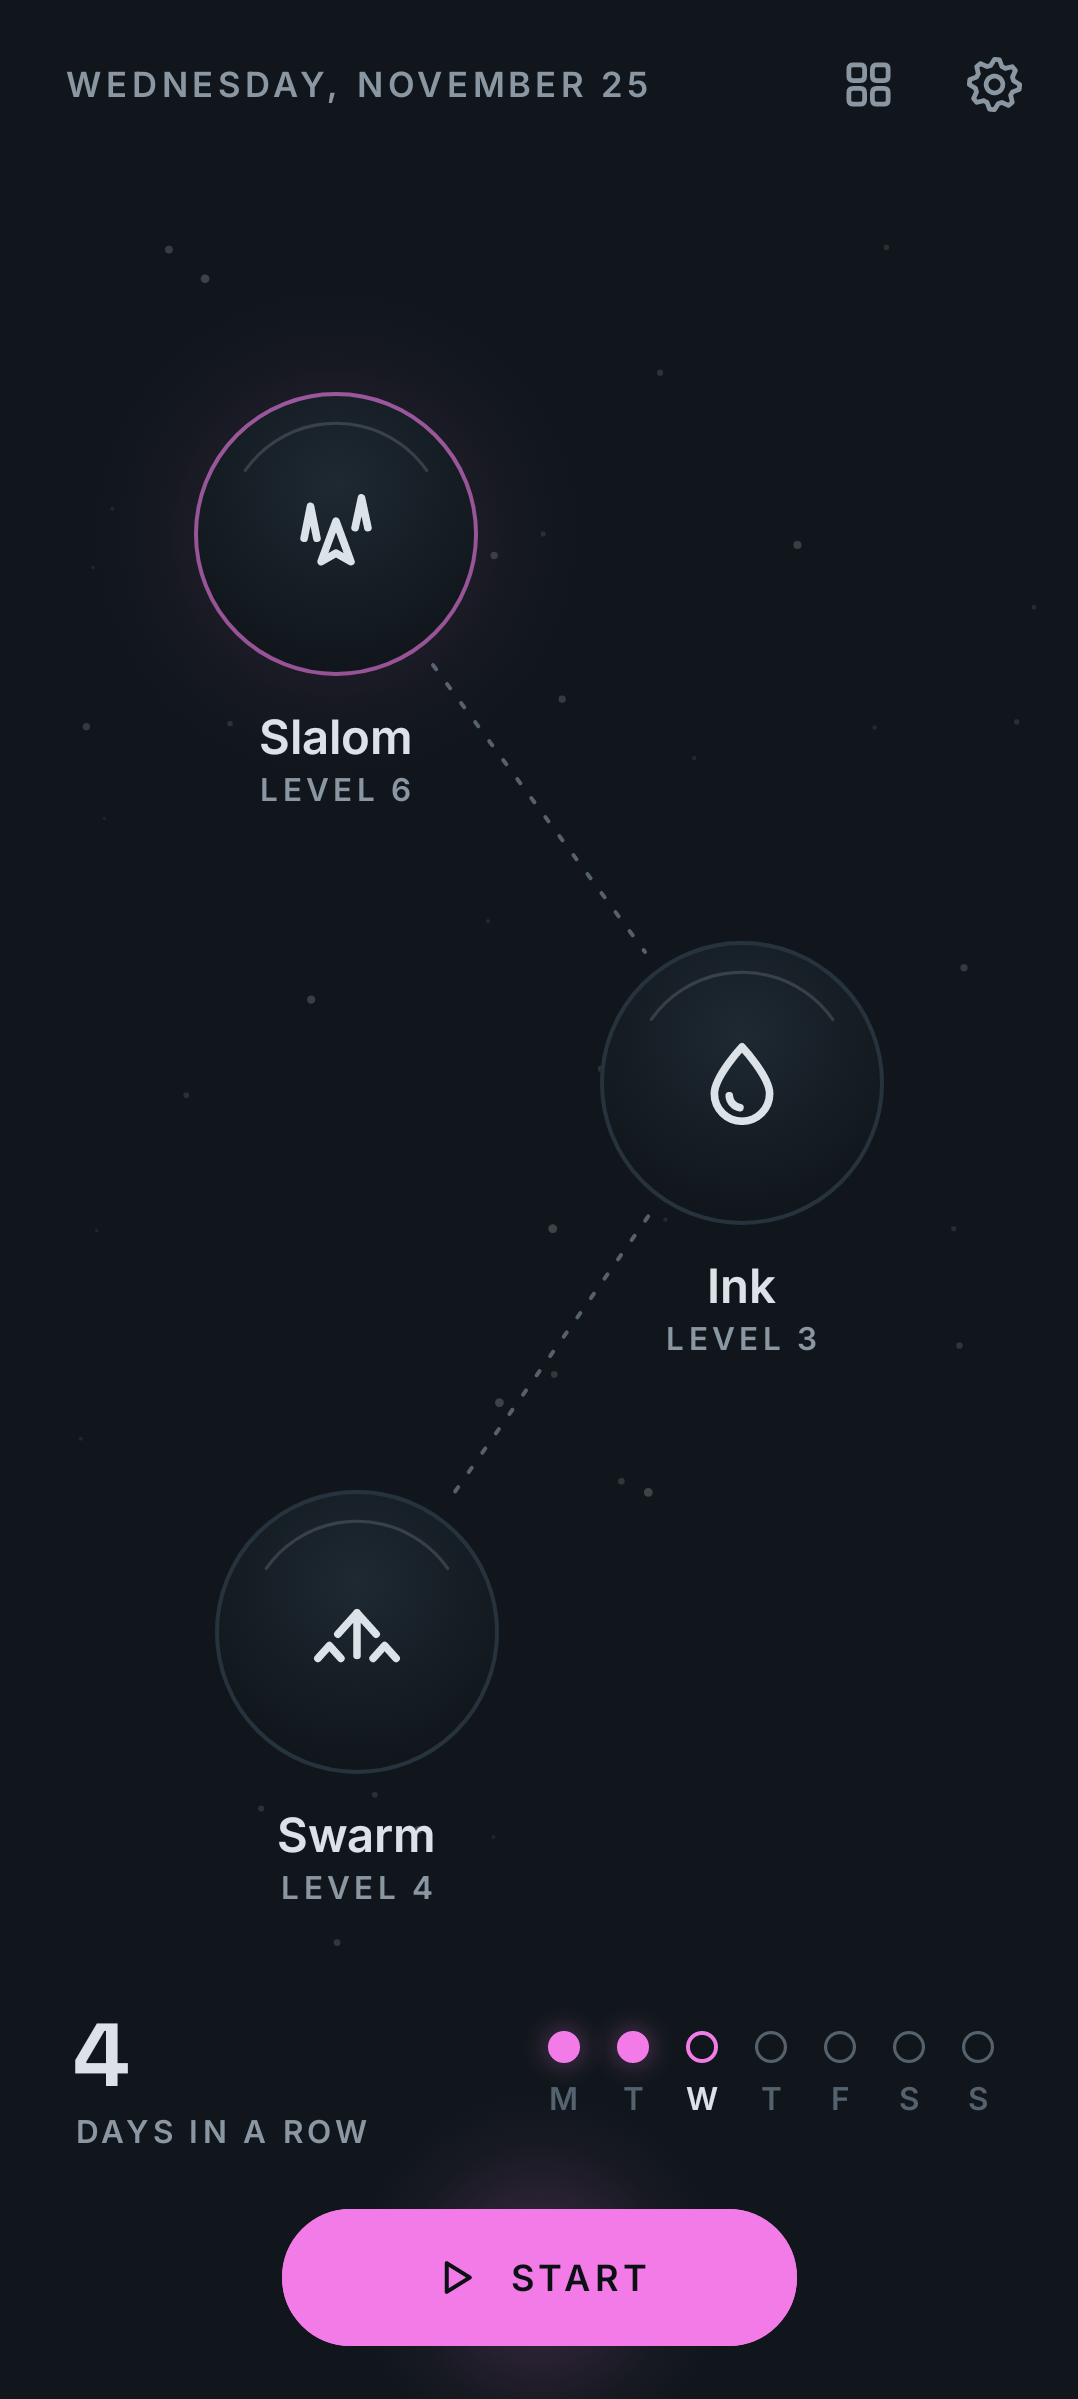 WEDNESDAY, NOVEMBER 25
Slalom
LEVEL 6
Ink
LEVEL 3
Swarm
LEVEL 4
4
DAYS IN A ROW
M T W T F S S
START